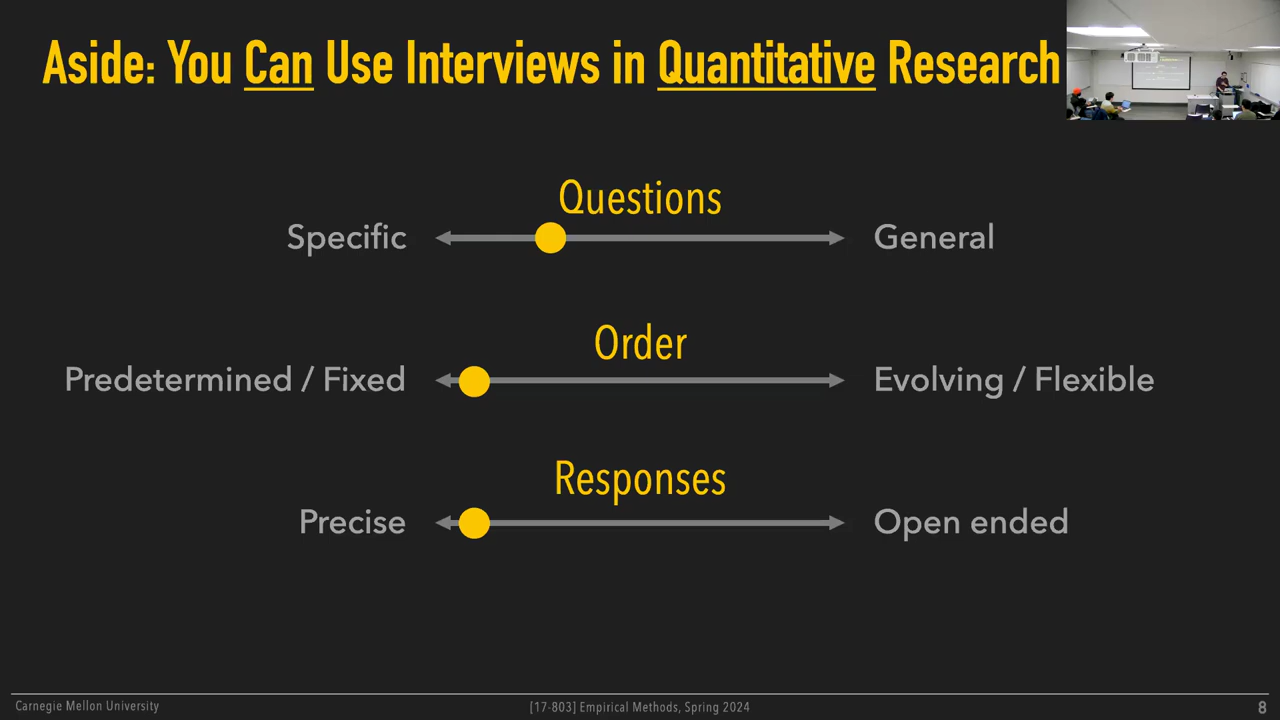 Aside: You Can Use Interviews in Quantitative Research
Questions
Specific
General
Order
Predetermined / Fixed
Evolving / Flexible
Responses
Precise
Open ended
Carnegie Mellon University
[17-803] Empirical Methods, Spring 2024
8